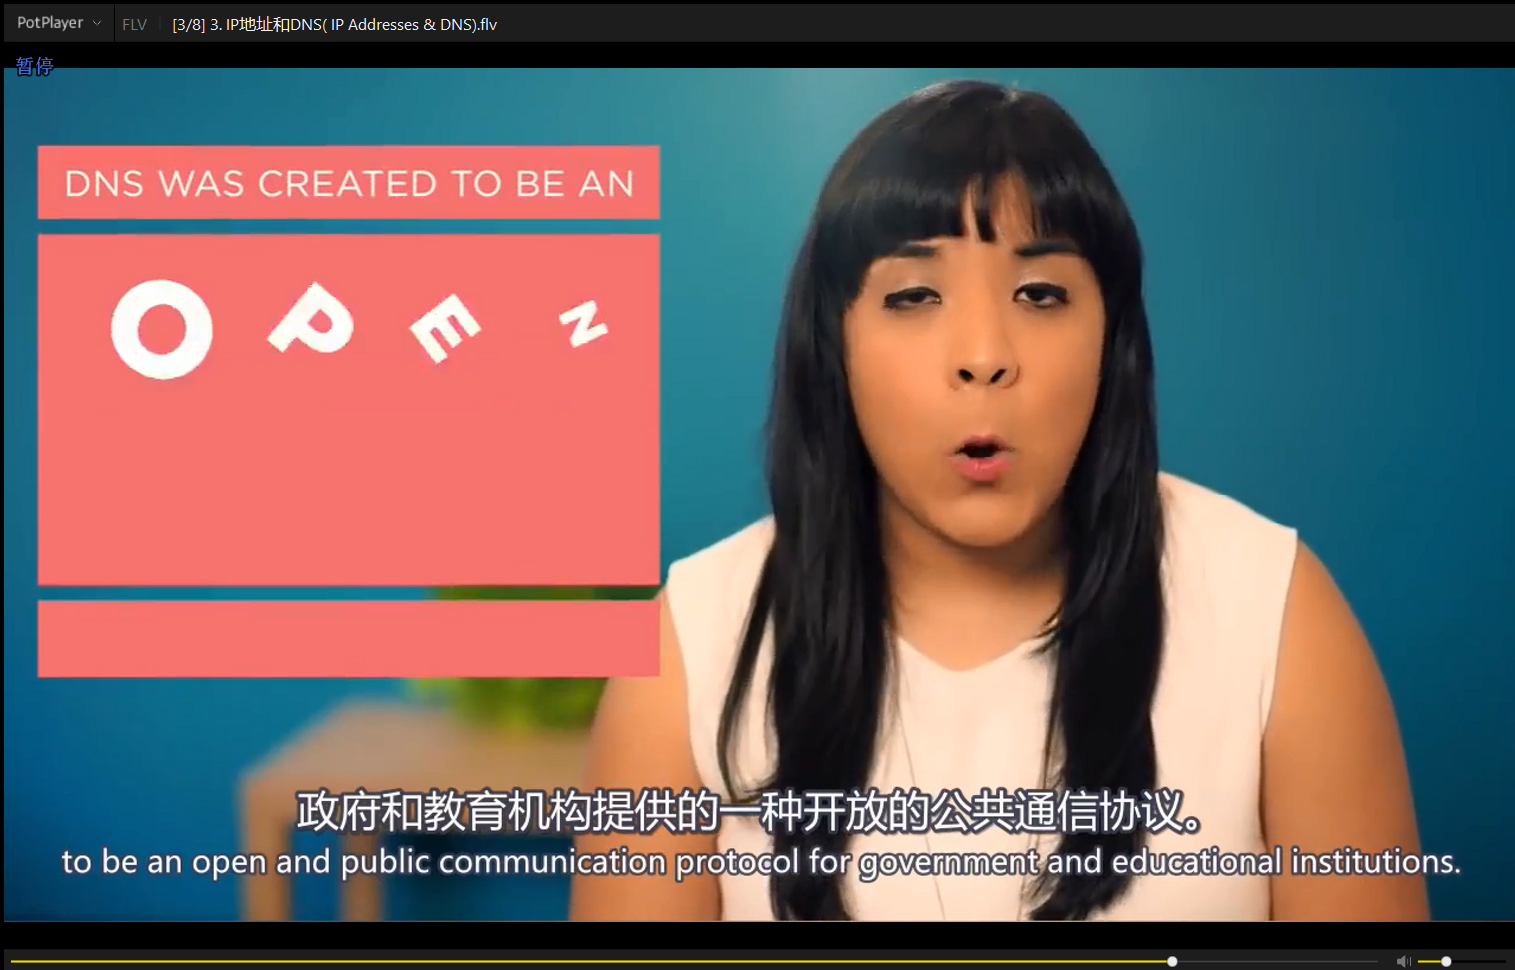 PotPlayer FLV [3/8] 3. IP地址和DNS( IP Addresses & DNS).flv
暂停
DNS WAS CREATED TO BE AN
OPEN
政府和教育机构提供的一种开放的公共通信协议。
to be an open and public communication protocol for government and educational institutions.